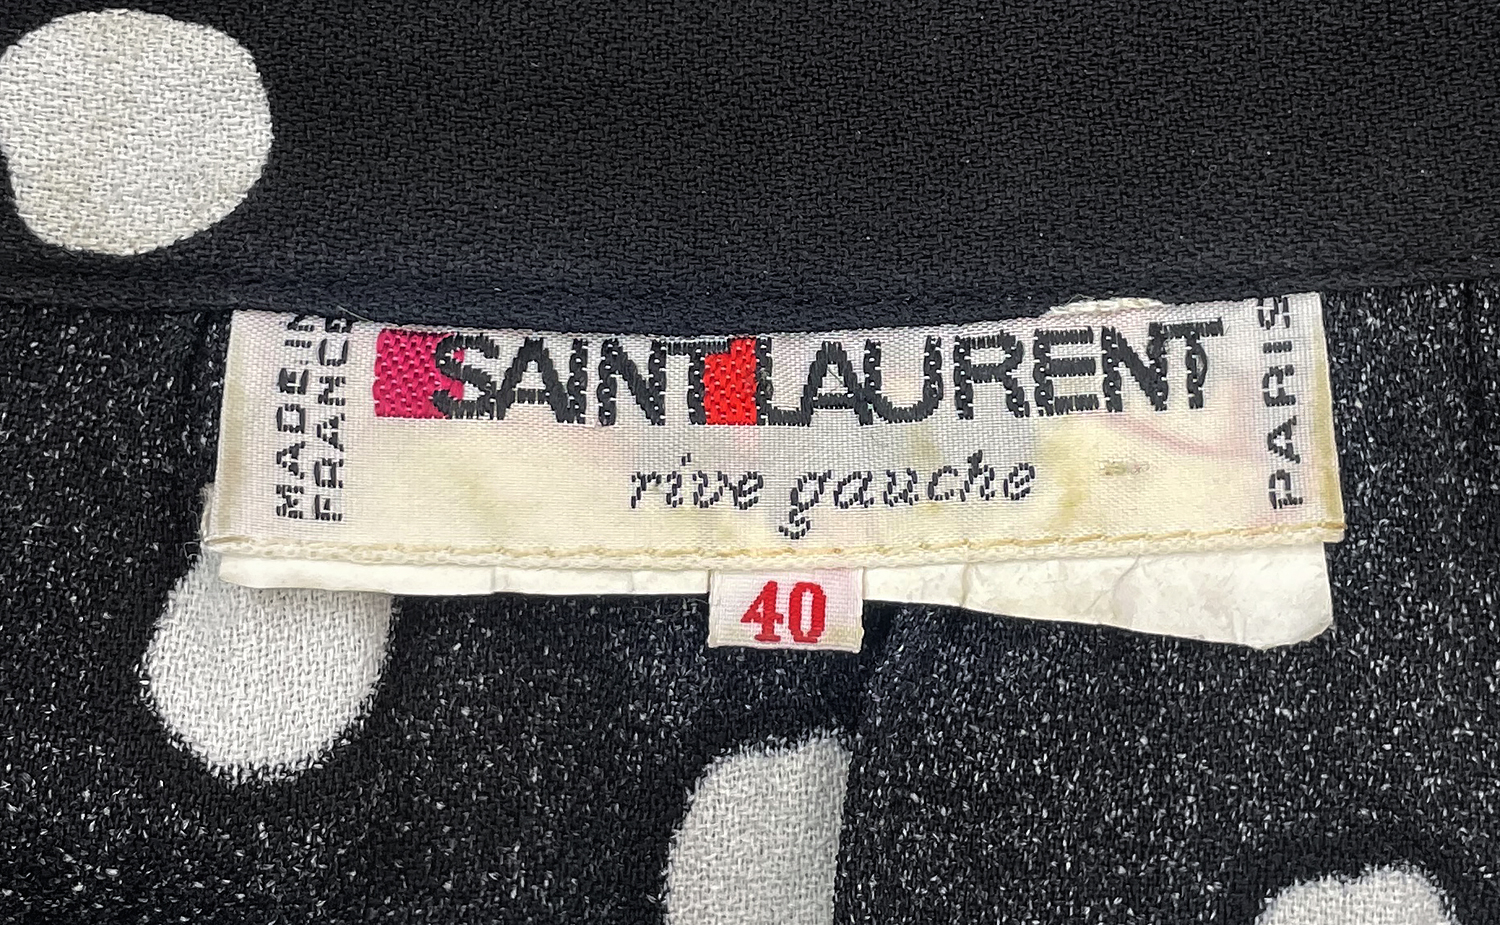 MADE IN
FRANCE
SAINT LAURENT
rive gauche
PARIS
40